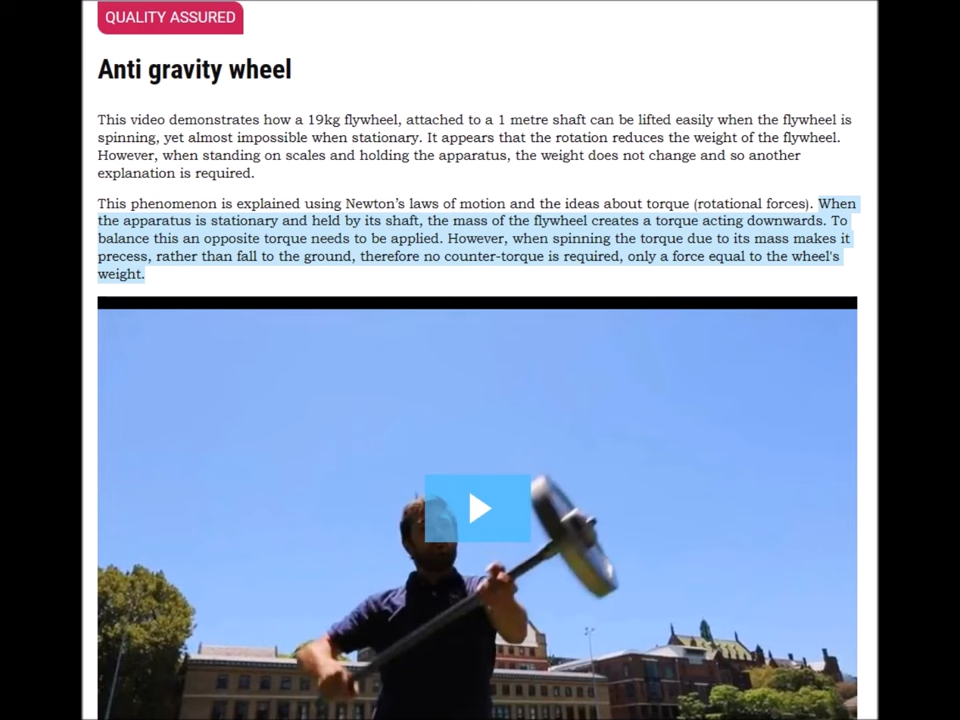 QUALITY ASSURED
Anti gravity wheel
This video demonstrates how a 19kg flywheel, attached to a 1 metre shaft can be lifted easily when the flywheel is
spinning, yet almost impossible when stationary. It appears that the rotation reduces the weight of the flywheel.
However, when standing on scales and holding the apparatus, the weight does not change and so another
explanation is required.
This phenomenon is explained using Newton's laws of motion and the ideas about torque (rotational forces). When
the apparatus is stationary and held by its shaft, the mass of the flywheel creates a torque acting downwards. To
balance this an opposite torque needs to be applied. However, when spinning the torque due to its mass makes it
precess, rather than fall to the ground, therefore no counter-torque is required, only a force equal to the wheel's
weight.